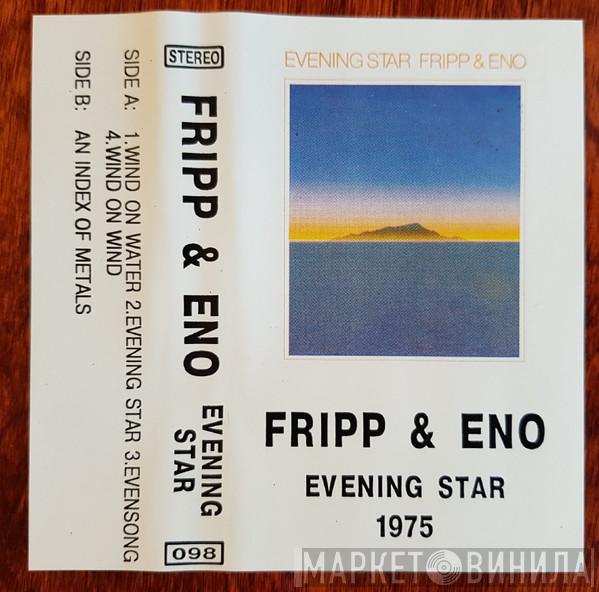 SIDE A: 1.WIND ON WATER 2.EVENING STAR 3.EVENSONG
4.WIND ON WIND
SIDE B: AN INDEX OF METALS
STEREO
FRIPP & ENO
EVENING
STAR
098
EVENING STAR FRIPP & ENO
FRIPP & ENO
EVENING STAR
1975
МАРКЕТ ВИНИЛА